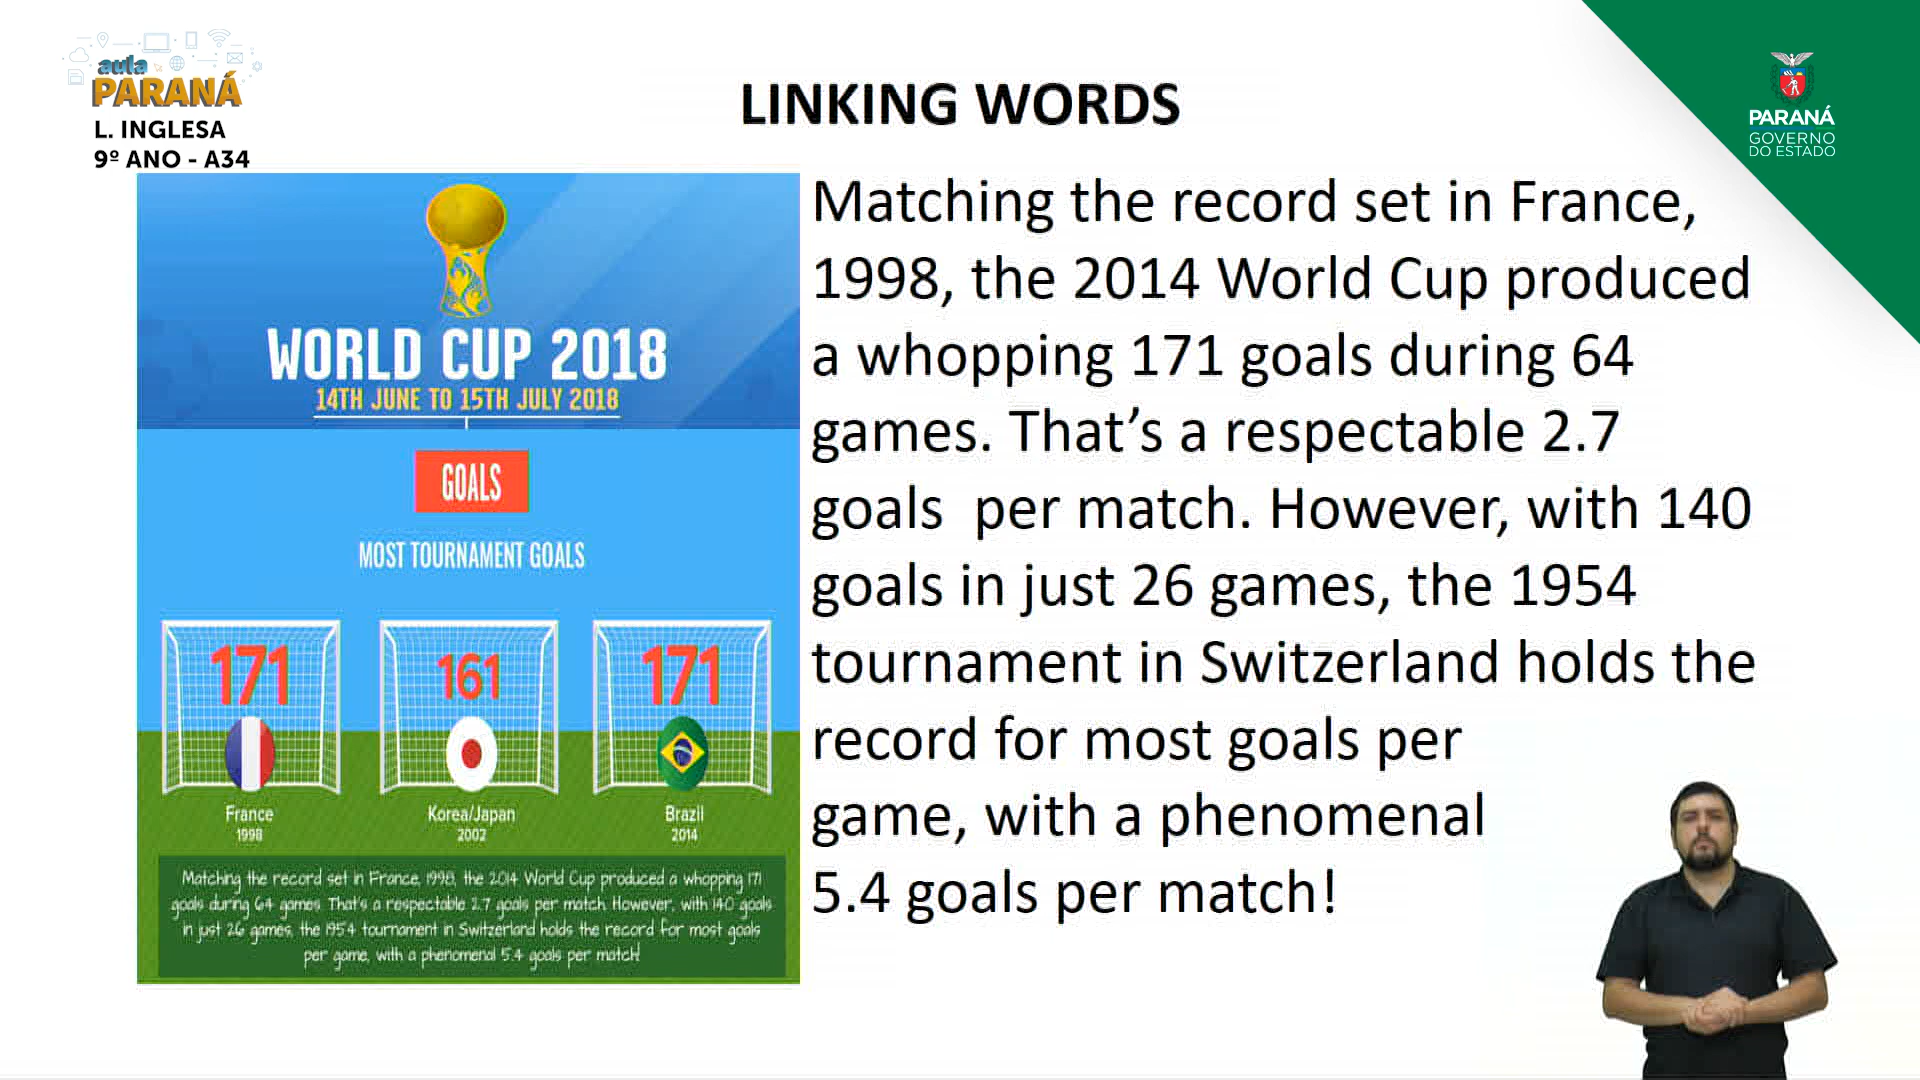 aula
PARANÁ
L. INGLESA
9º ANO - A34
LINKING WORDS
PARANÁ
GOVERNO
DO ESTADO
WORLD CUP 2018
14TH JUNE TO 15TH JULY 2018
GOALS
MOST TOURNAMENT GOALS
171
161
171
France
1998
Korea/Japan
2002
Brazil
2014
Matching the record set in France, 1998, the 2014 World Cup produced a whopping 171
goals during 64 games. That's a respectable 2.7 goals per match. However, with 140 goals
in just 26 games, the 1954 tournament in Switzerland holds the record for most goals
per game, with a phenomenal 5.4 goals per match!
Matching the record set in France,
1998, the 2014 World Cup produced
a whopping 171 goals during 64
games. That’s a respectable 2.7
goals  per match. However, with 140
goals in just 26 games, the 1954
tournament in Switzerland holds the
record for most goals per
game, with a phenomenal
5.4 goals per match!